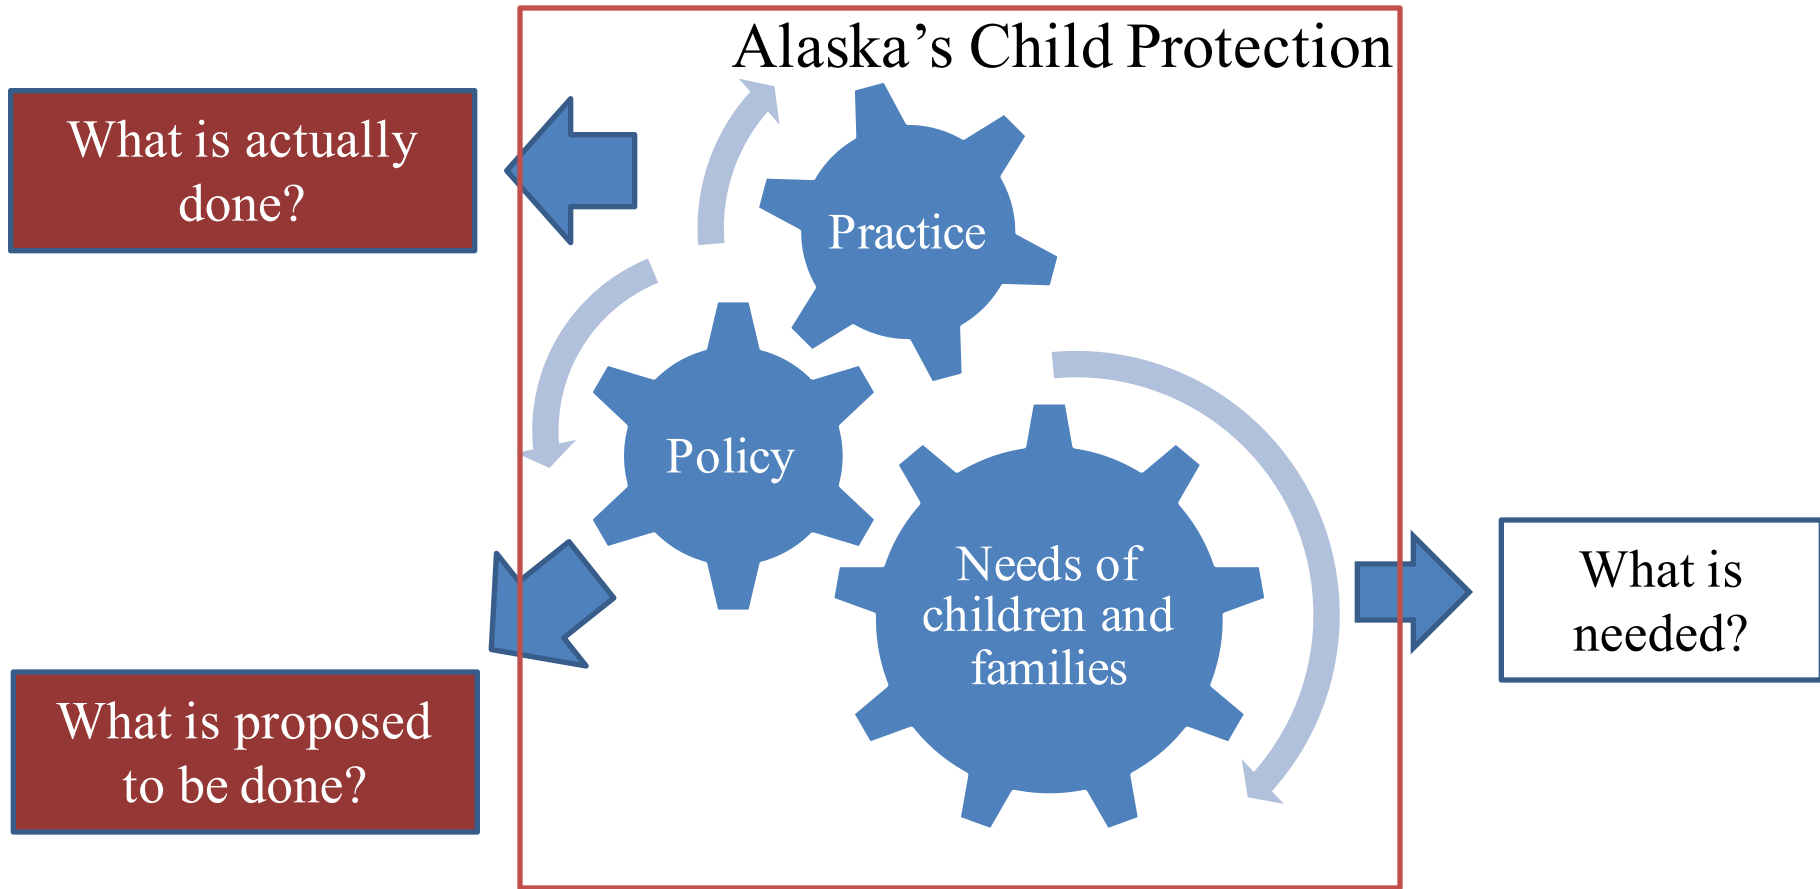 Alaska’s Child Protection
What is actually
done?
Practice
Policy
Needs of
children and
families
What is
needed?
What is proposed
to be done?